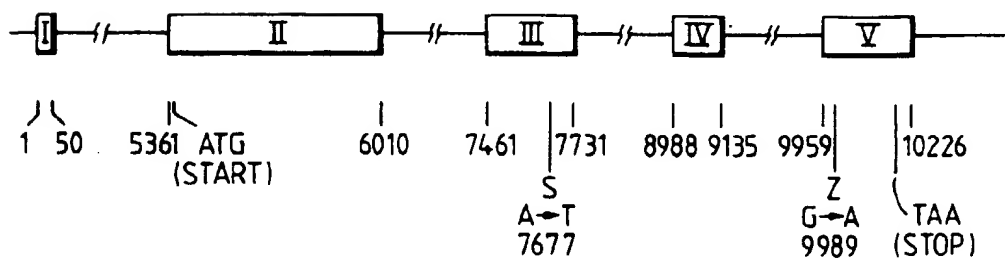 I II III IV V
1 50 5361 ATG 6010 7461 7731 8988 9135 9959 10226
(START)
S Z
A→T G→A TAA
7677 9989 (STOP)